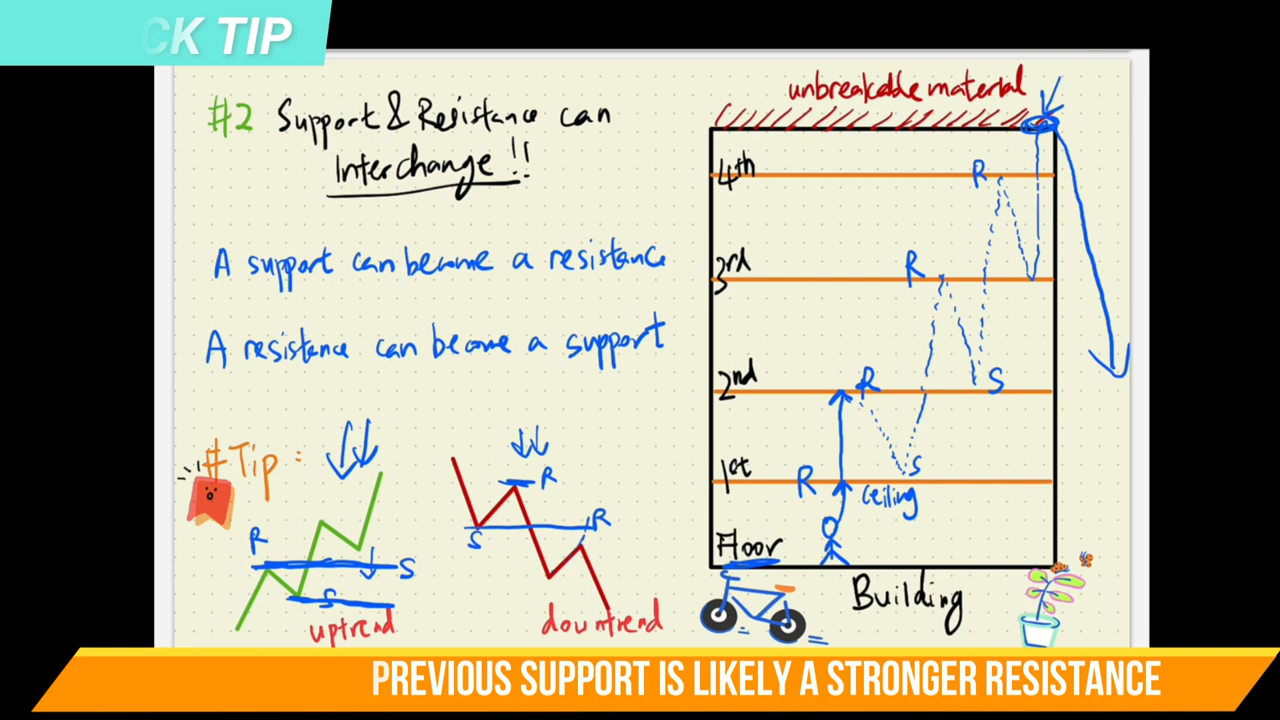 CK TIP
#2 Support & Resistance can
Interchange!!
A support can become a resistance
A resistance can become a support
#Tip:
R
S
S
uptrend
R
S
R
downtrend
unbreakable material
4th
R
3rd
R
2nd
R
S
1st
R
S
ceiling
Floor
Building
PREVIOUS SUPPORT IS LIKELY A STRONGER RESISTANCE